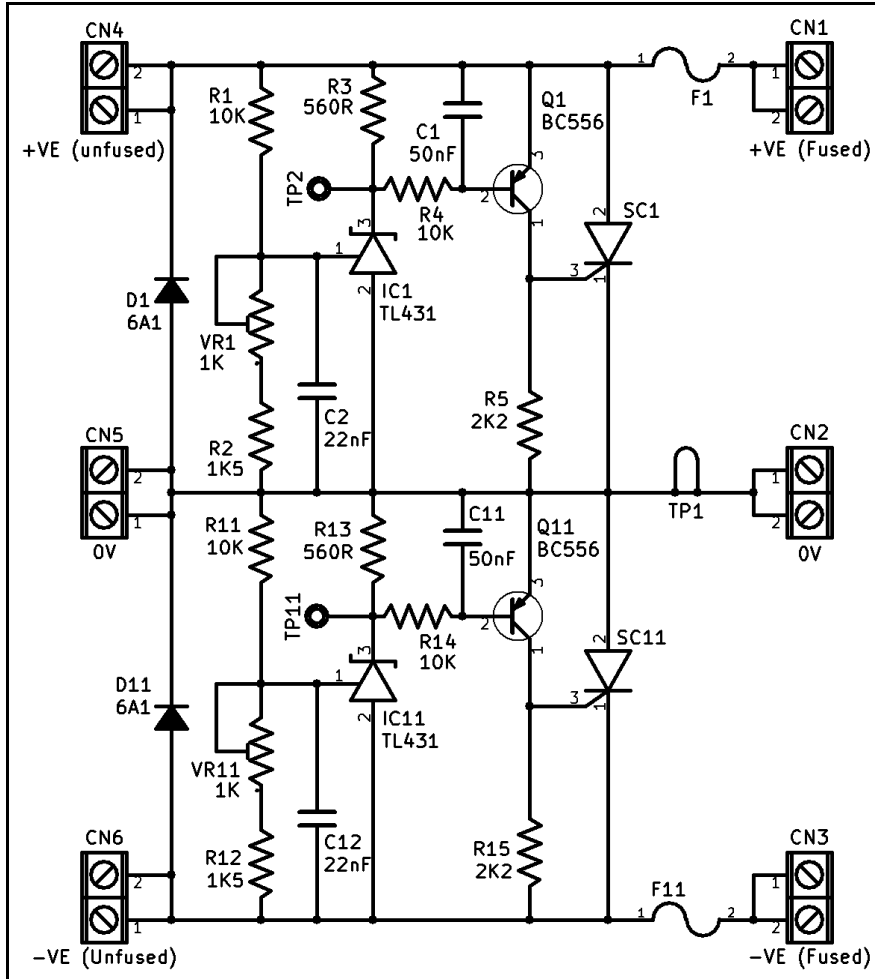 CN4
2
1
+VE (unfused)
R1
10K
R3
560R
C1
50nF
Q1
BC556
3
2
1
1
2
F1
CN1
1
2
+VE (Fused)
TP2
R4
10K
SC1
2
3
1
3
1
2
IC1
TL431
D1
6A1
VR1
1K
R2
1K5
C2
22nF
R5
2K2
CN5
2
1
0V
CN2
1
2
0V
TP1
R11
10K
R13
560R
C11
50nF
Q11
BC556
3
2
1
TP11
R14
10K
SC11
2
3
1
3
1
2
IC11
TL431
D11
6A1
VR11
1K
R12
1K5
C12
22nF
R15
2K2
CN6
2
1
-VE (Unfused)
F11
1
2
CN3
1
2
-VE (Fused)